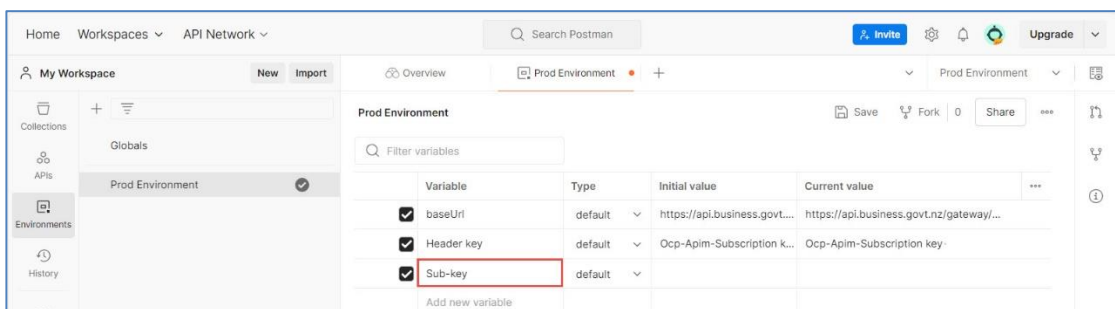 Home Workspaces API Network Search Postman Invite Upgrade
My Workspace New Import Overview Prod Environment + Prod Environment
Collections
APIs
Environments
History
Globals
Prod Environment
Prod Environment Save Fork 0 Share
Filter variables
Variable Type Initial value Current value
baseUrl default https://api.business.govt.... https://api.business.govt.nz/gateway/...
Header key default Ocp-Apim-Subscription k... Ocp-Apim-Subscription key
Sub-key default
Add new variable